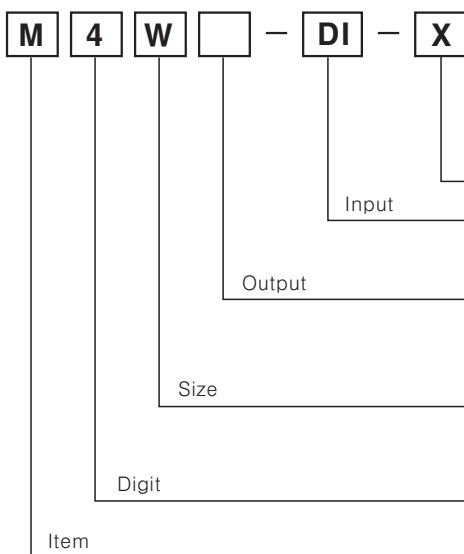 M 4 W — DI — X
Input
Output
Size
Digit
Item